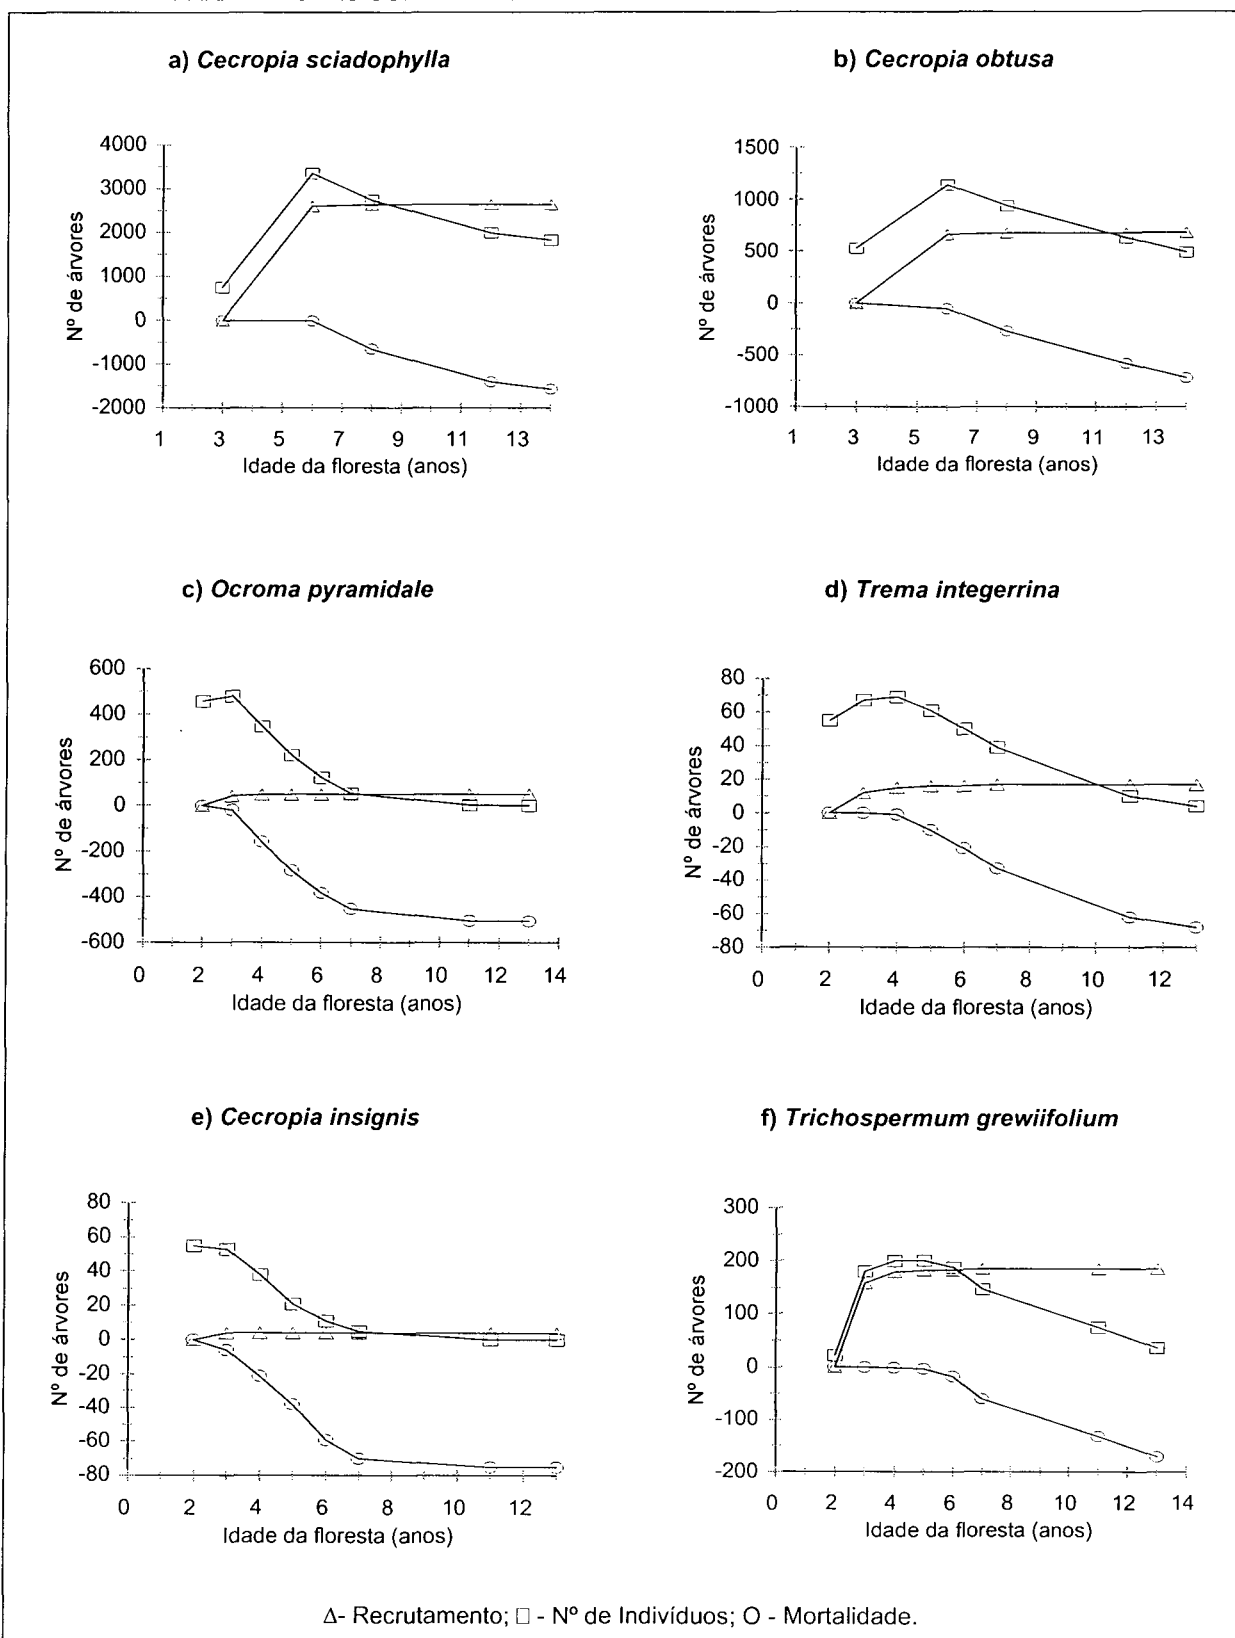 a) Cecropia sciadophylla
4000
3000
2000
1000
0
-1000
-2000
Nº de árvores
1 3 5 7 9 11 13
Idade da floresta (anos)
b) Cecropia obtusa
1500
1000
500
0
-500
-1000
Nº de árvores
1 3 5 7 9 11 13
Idade da floresta (anos)
c) Ocroma pyramidale
600
400
200
0
-200
-400
-600
Nº de árvores
0 2 4 6 8 10 12 14
Idade da floresta (anos)
d) Trema integerrina
80
60
40
20
0
-20
-40
-60
-80
Nº de árvores
0 2 4 6 8 10 12
Idade da floresta (anos)
e) Cecropia insignis
80
60
40
20
0
-20
-40
-60
-80
Nº de árvores
0 2 4 6 8 10 12
Idade da floresta (anos)
f) Trichospermum grewiifolium
300
200
100
0
-100
-200
Nº de árvores
0 2 4 6 8 10 12 14
Idade da floresta (anos)
Δ- Recrutamento; □ - Nº de Indivíduos; O - Mortalidade.